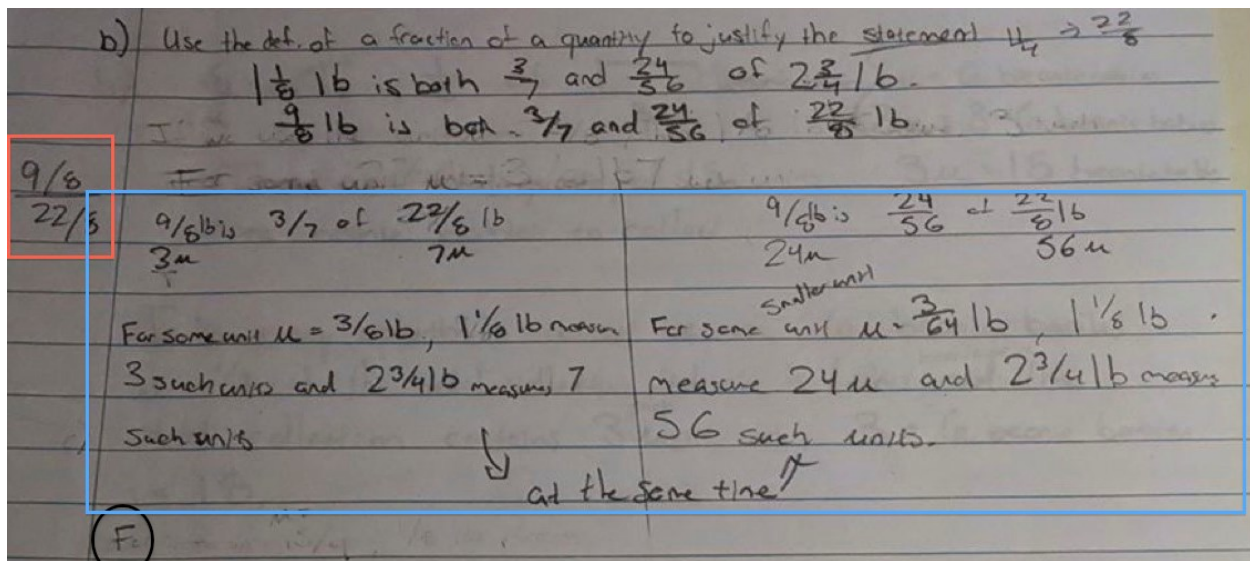 b) Use the def. of a fraction of a quantity to justify the statement 11/4 → 22/8
1 1/8 lb is both 3/7 and 24/56 of 2 3/4 lb.
9/8 lb is both 3/7 and 24/56 of 22/8 lb
9/8
22/8
9/8 lb is 3/7 of 22/8 lb
3u 7u
For some unit u = 3/8 lb, 1 1/8 lb measures
3 such units and 2 3/4 lb measures 7
such units
9/8 lb is 24/56 of 22/8 lb
24u 56u
smaller unit
For some unit u = 3/64 lb, 1 1/8 lb
measure 24u and 2 3/4 lb measures
56 such units.
at the same time
F